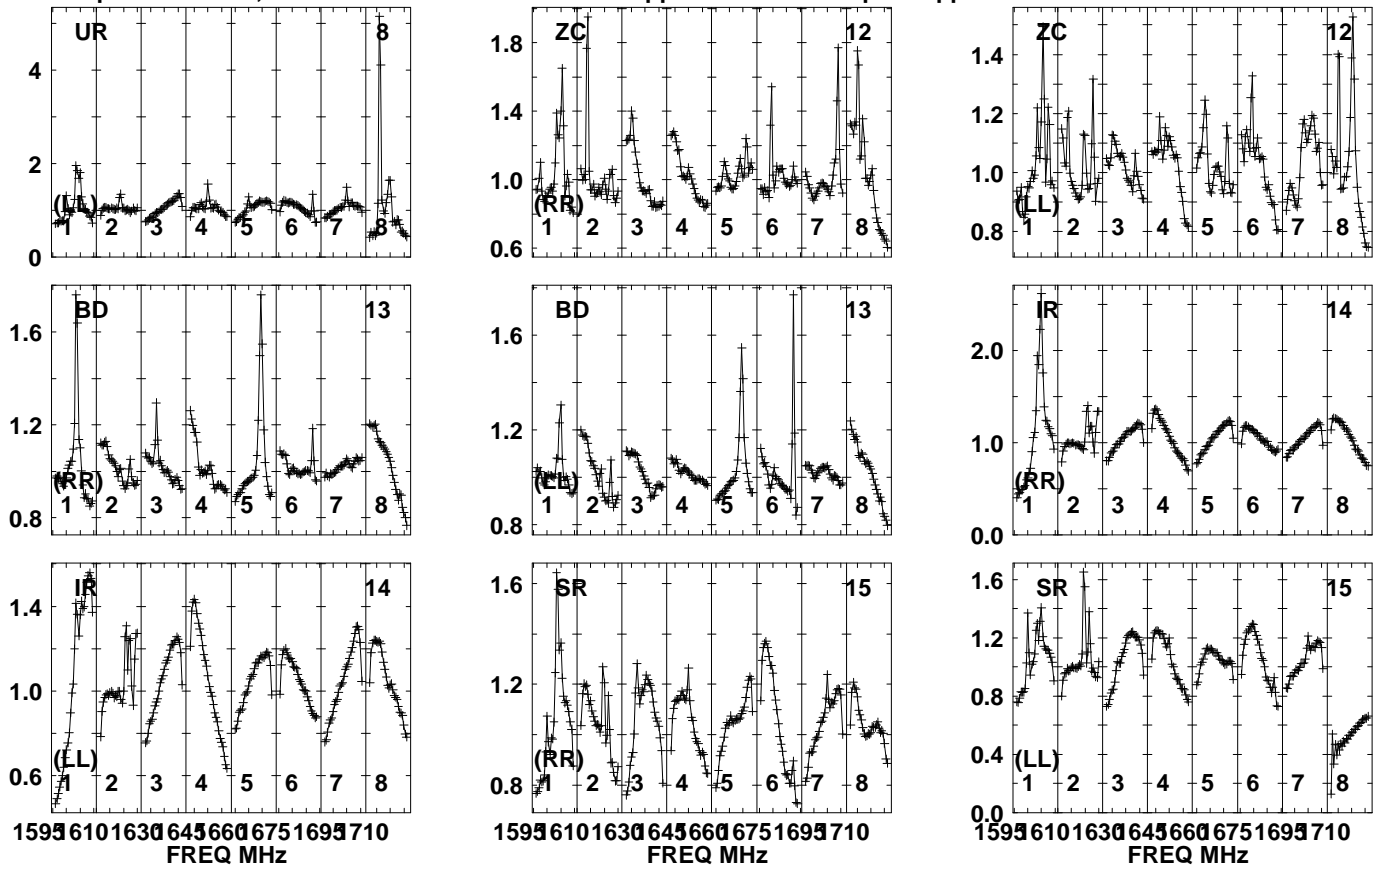 UR 8
4
2
0
(LL)
1 2 3 4 5 6 7 8
ZC 12
1.8
1.4
1.0
0.6
(RR)
1 2 3 4 5 6 7 8
ZC 12
1.4
1.2
1.0
0.8
(LL)
1 2 3 4 5 6 7 8
BD 13
1.6
1.2
0.8
(RR)
1 2 3 4 5 6 7 8
BD 13
1.6
1.2
0.8
(LL)
1 2 3 4 5 6 7 8
IR 14
2.0
1.0
0.0
(RR)
1 2 3 4 5 6 7 8
IR 14
1.4
1.0
0.6
(LL)
1 2 3 4 5 6 7 8
1595 1610 1630 1645 1660 1675 1695 1710
FREQ MHz
SR 15
1.6
1.2
0.8
(RR)
1 2 3 4 5 6 7 8
1595 1610 1630 1645 1660 1675 1695 1710
FREQ MHz
SR 15
1.6
1.2
0.8
0.4
0.0
(LL)
1 2 3 4 5 6 7 8
1595 1610 1630 1645 1660 1675 1695 1710
FREQ MHz